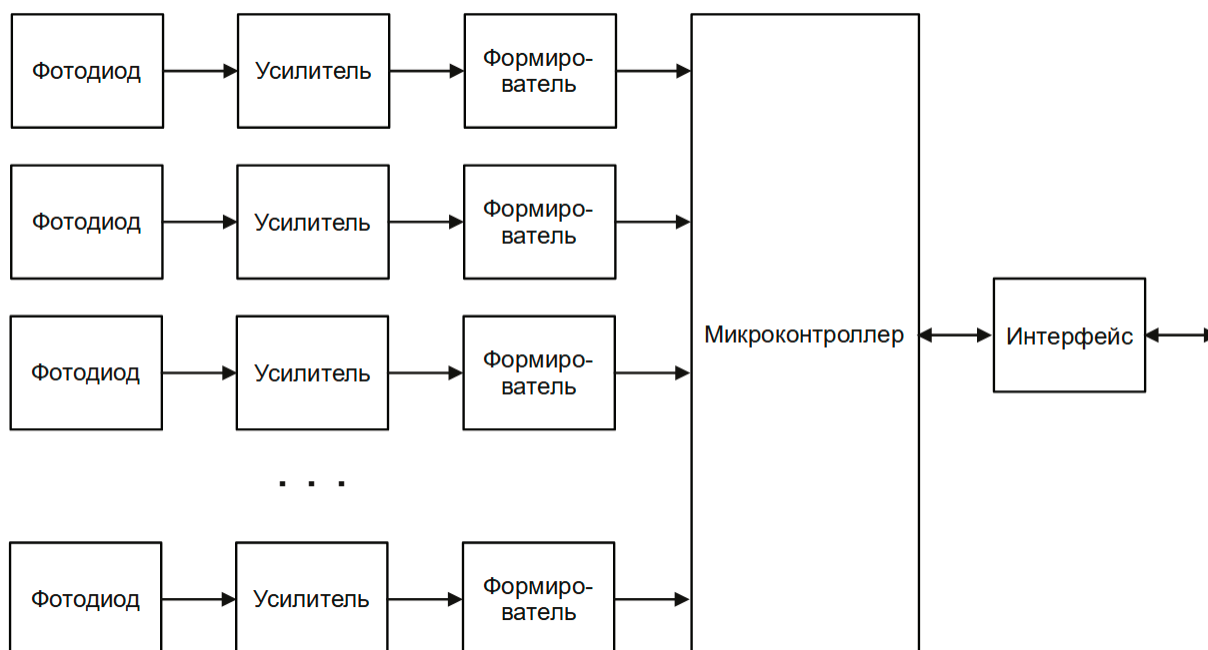 Фотодиод
Усилитель
Формиро-
ватель
Фотодиод
Усилитель
Формиро-
ватель
Микроконтроллер
Интерфейс
Фотодиод
Усилитель
Формиро-
ватель
. . .
Фотодиод
Усилитель
Формиро-
ватель